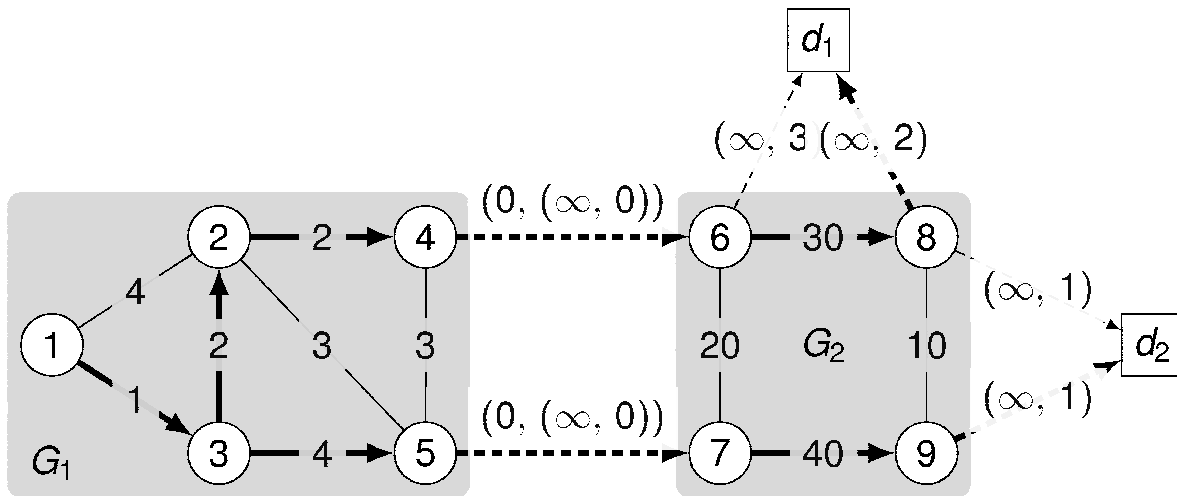 d1
(∞, 3 (∞, 2)
(0, (∞, 0))
2 2 4 6 30 8
4 (∞, 1)
1 2 3 3 20 G2 10 d2
1 (0, (∞, 0)) (∞, 1)
G1 3 4 5 7 40 9